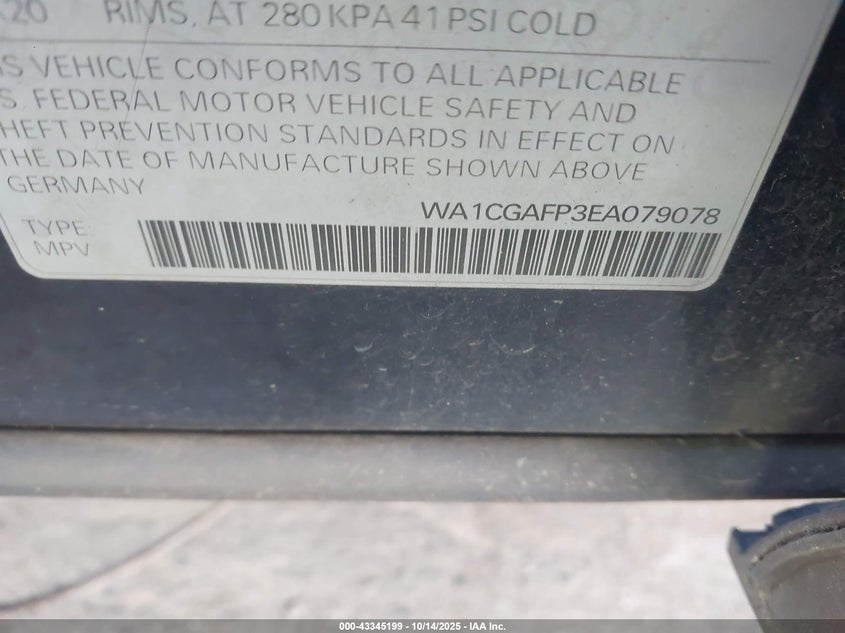 x20 RIMS, AT 280 KPA 41 PSI COLD
IS VEHICLE CONFORMS TO ALL APPLICABLE
S. FEDERAL MOTOR VEHICLE SAFETY AND
HEFT PREVENTION STANDARDS IN EFFECT ON
THE DATE OF MANUFACTURE SHOWN ABOVE
GERMANY
WA1CGAFP3EA079078
TYPE:
MPV
000-43345199 - 10/14/2025 - IAA Inc.